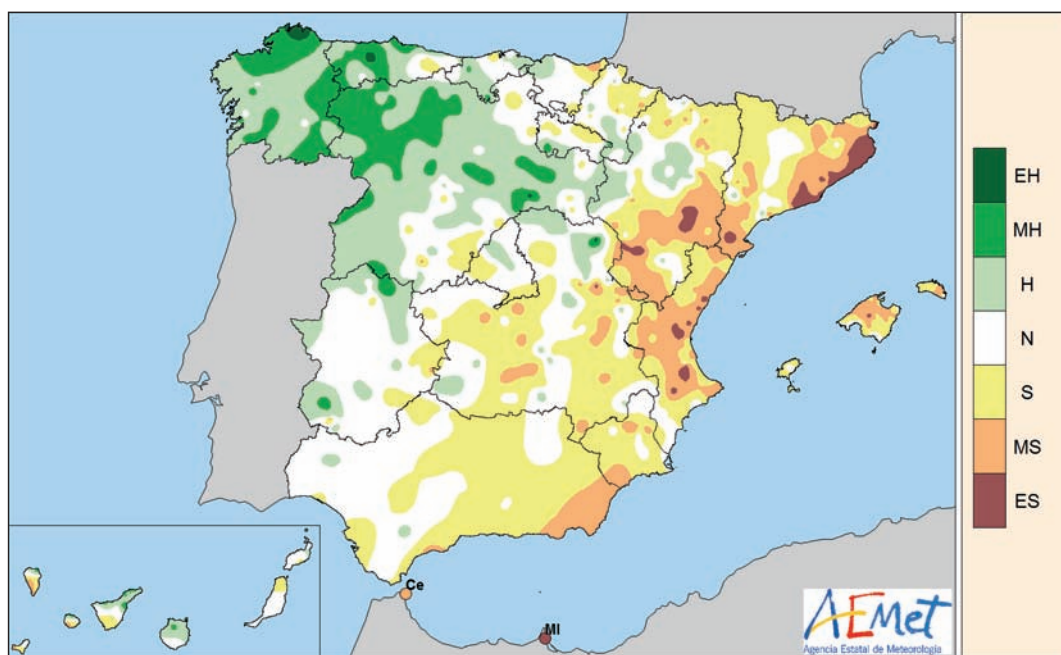 EH
MH
H
N
S
MS
ES
Ce
Ml
AEMet
Agencia Estatal de Meteorología